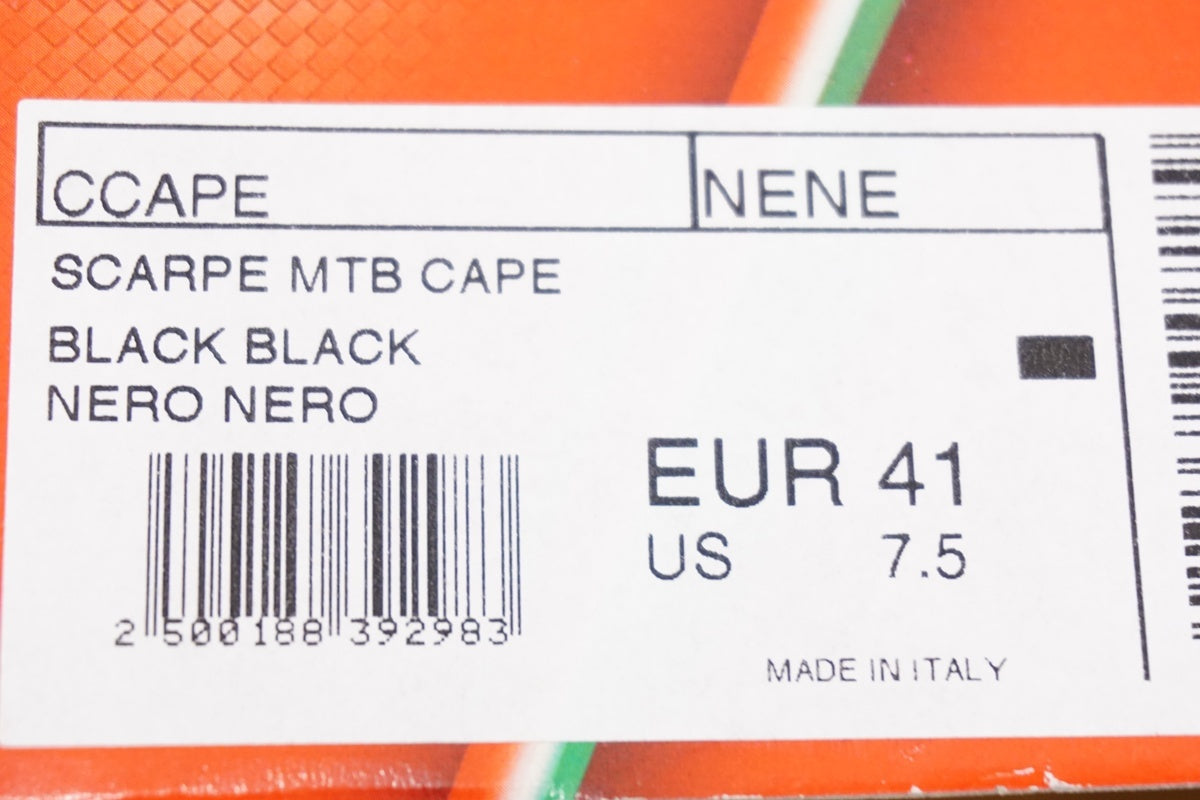 CCAPE NENE
SCARPE MTB CAPE
BLACK BLACK
NERO NERO
EUR 41
US 7.5
2 500188 392983
MADE IN ITALY